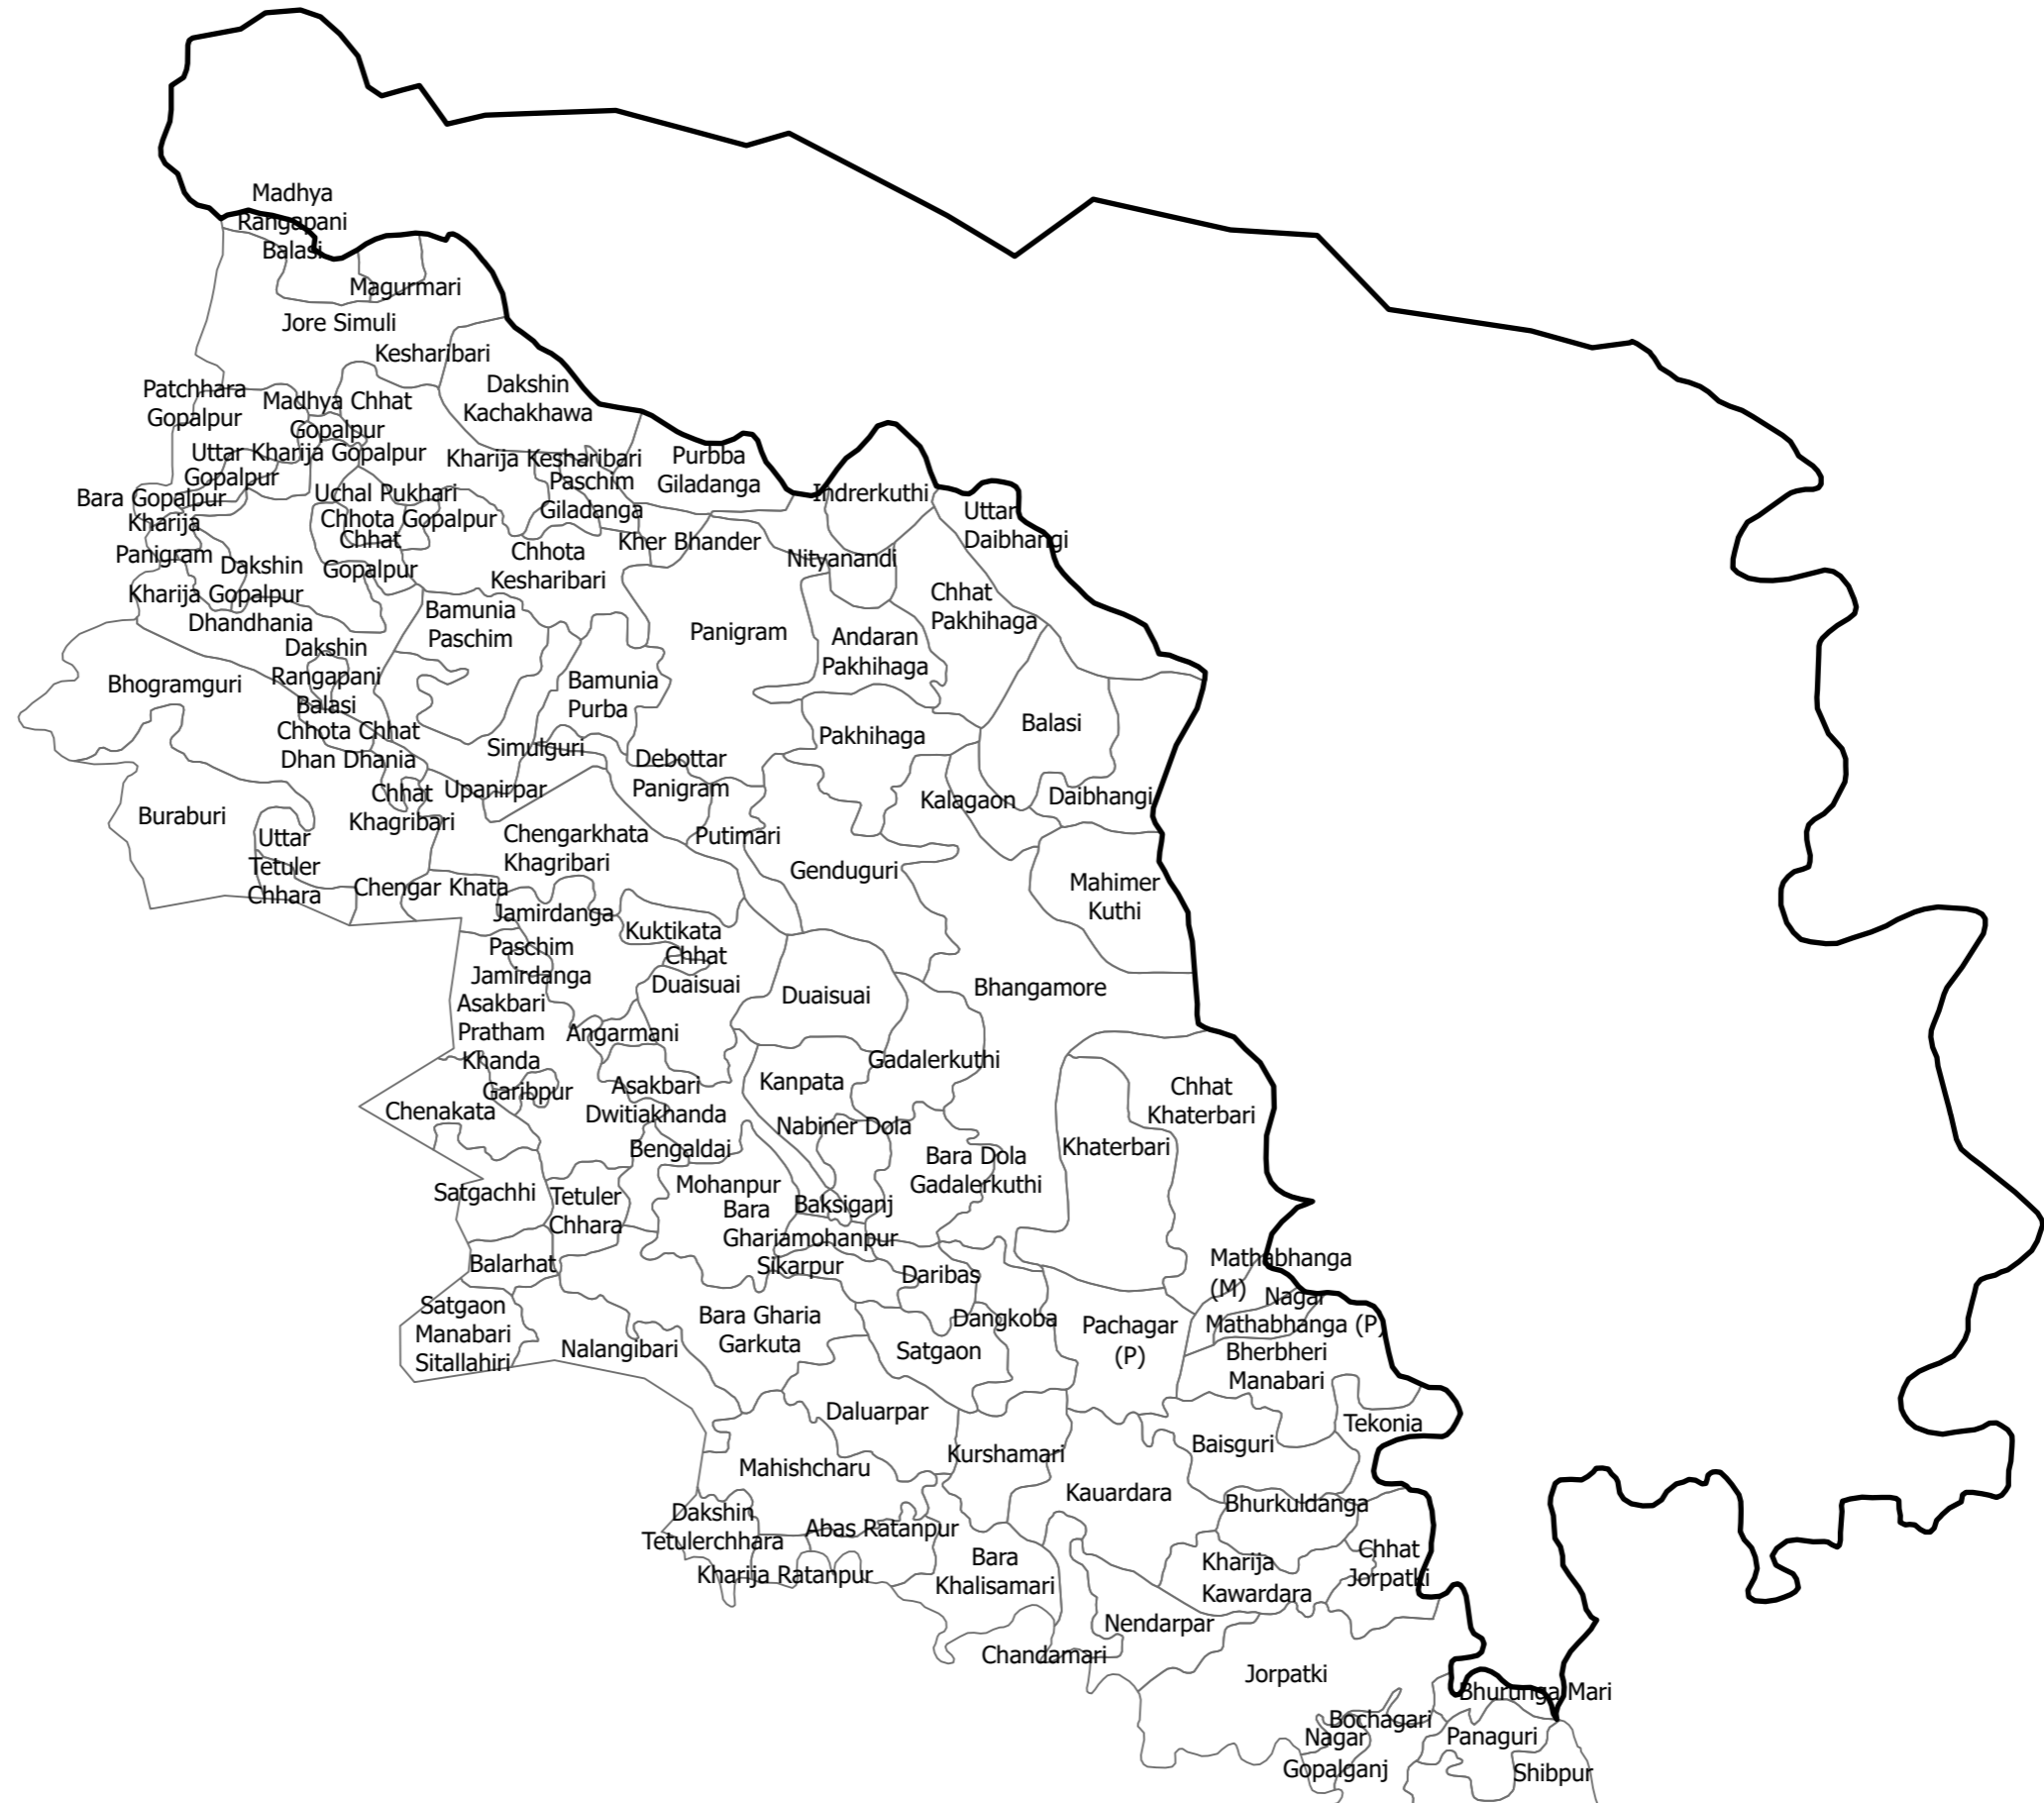 Madhya
Rangapani
Balasi
Magurmari
Jore Simuli
Kesharibari
Dakshin
Kachakhawa
Patchhara
Gopalpur
Madhya Chhat
Gopalpur
Uttar Kharija Gopalpur
Gopalpur
Kharija Kesharibari
Purbba
Giladanga
Paschim
Giladanga
Indrerkuthi
Uttar
Daibhangi
Bara Gopalpur
Uchal Pukhari
Chhota Gopalpur
Kharija
Panigram
Chhat
Gopalpur
Kher Bhander
Chhota
Kesharibari
Nityanandi
Dakshin
Kharija Gopalpur
Dhandhania
Bamunia
Paschim
Chhat
Pakhihaga
Panigram
Andaran
Pakhihaga
Dakshin
Rangapani
Balasi
Bhogramguri
Bamunia
Purba
Balasi
Chhota Chhat
Dhan Dhania
Pakhihaga
Simulguri
Debottar
Panigram
Chhat
Khagribari
Upanirpar
Kalagaon
Daibhangi
Buraburi
Uttar
Tetuler
Chhara
Chengarkhata
Khagribari
Putimari
Genduguri
Chengar Khata
Mahimer
Kuthi
Jamirdanga
Kuktikata
Paschim
Jamirdanga
Chhat
Duaisuai
Duaisuai
Bhangamore
Asakbari
Pratham
Khanda
Angarmani
Gadalerkuthi
Garibpur
Asakbari
Dwitiakhanda
Kanpata
Chhat
Khaterbari
Chenakata
Nabiner Dola
Bengaldai
Khaterbari
Bara Dola
Gadalerkuthi
Satgachhi
Tetuler
Chhara
Mohanpur
Bara
Ghariamohanpur
Baksiganj
Balarhat
Sikarpur
Daribas
Mathabhanga
(M)
Satgaon
Manabari
Sitallahiri
Nalangibari
Bara Gharia
Garkuta
Dangkoba
Satgaon
Pachagar
(P)
Nagar
Mathabhanga (P)
Bherbheri
Manabari
Daluarpar
Tekonia
Kurshamari
Baisguri
Mahishcharu
Kauardara
Bhurkuldanga
Dakshin
Tetulerchhara
Abas Ratanpur
Kharija Ratanpur
Bara
Khalisamari
Kharija
Kawardara
Chhat
Jorpatki
Nendarpar
Chandamari
Jorpatki
Bhurunga Mari
Bochagari
Nagar
Gopalganj
Panaguri
Shibpur